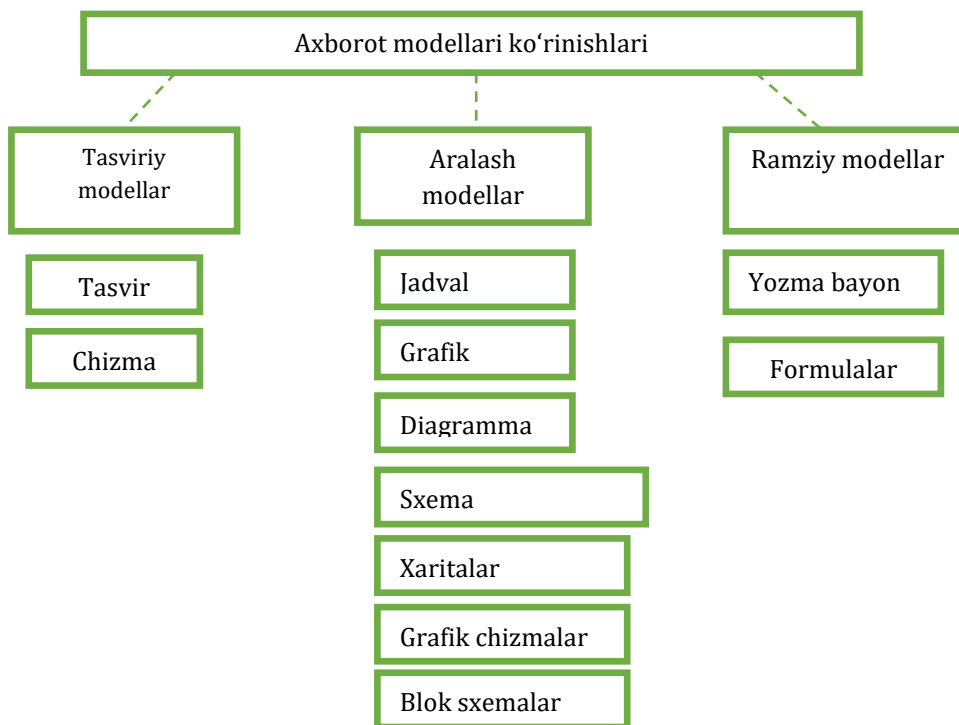 Axborot modellari ko‘rinishlari
Tasviriy
modellar
Aralash
modellar
Ramziy modellar
Tasvir
Chizma
Jadval
Grafik
Diagramma
Sxema
Xaritalar
Grafik chizmalar
Blok sxemalar
Yozma bayon
Formulalar